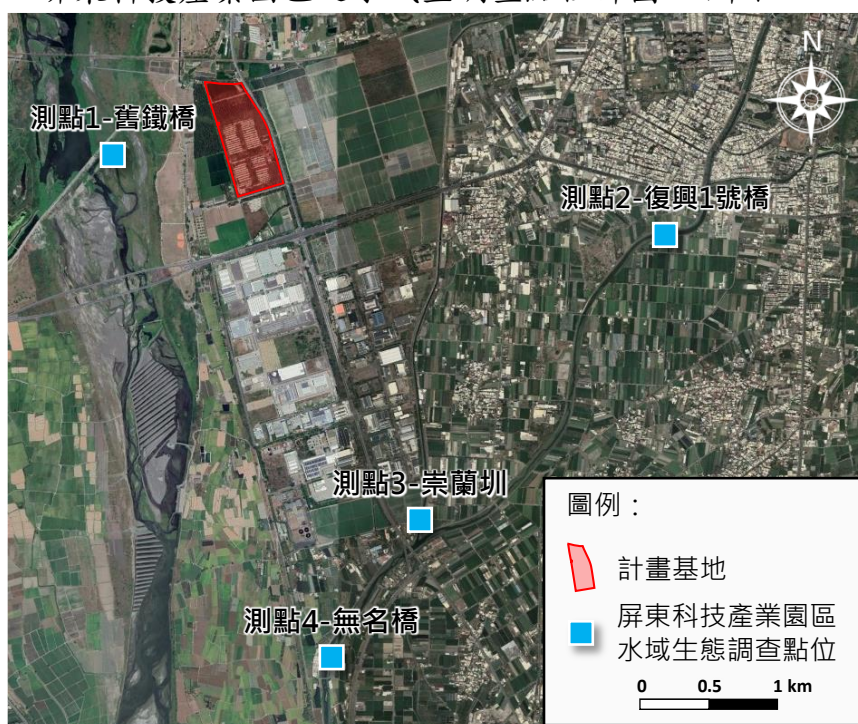 N
測點1-舊鐵橋
測點2-復興1號橋
測點3-崇蘭圳
測點4-無名橋
圖例：
計畫基地
屏東科技產業園區
水域生態調查點位
0 0.5 1 km